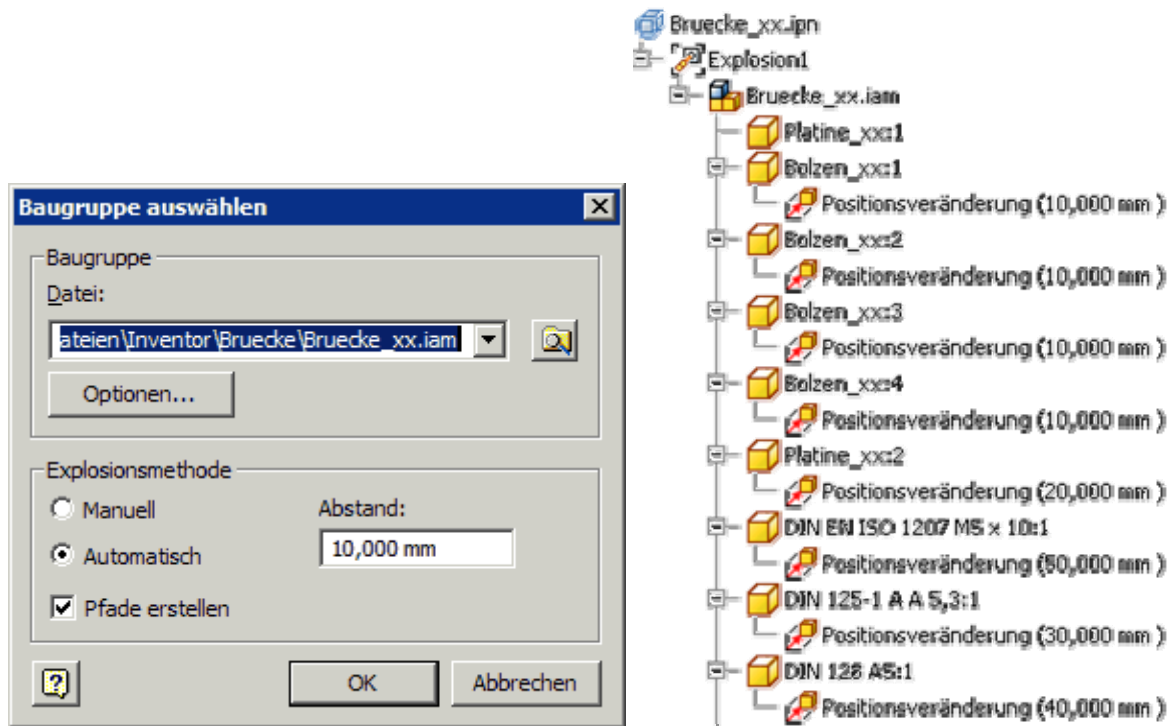 Baugruppe auswählen
Baugruppe
Datei:
ateien\Inventor\Bruecke\Bruecke_xx.iam
Optionen...
Explosionsmethode
Manuell
Abstand:
Automatisch
10,000 mm
Pfade erstellen
OK
Abbrechen
Bruecke_xx.ipn
Explosion1
Bruecke_xx.iam
Platine_xx:1
Bolzen_xx:1
Positionsveränderung (10,000 mm )
Bolzen_xx:2
Positionsveränderung (10,000 mm )
Bolzen_xx:3
Positionsveränderung (10,000 mm )
Bolzen_xx:4
Positionsveränderung (10,000 mm )
Platine_xx:2
Positionsveränderung (20,000 mm )
DIN EN ISO 1207 M5 x 10:1
Positionsveränderung (50,000 mm )
DIN 125-1 A A 5,3:1
Positionsveränderung (30,000 mm )
DIN 128 A5:1
Positionsveränderung (40,000 mm )